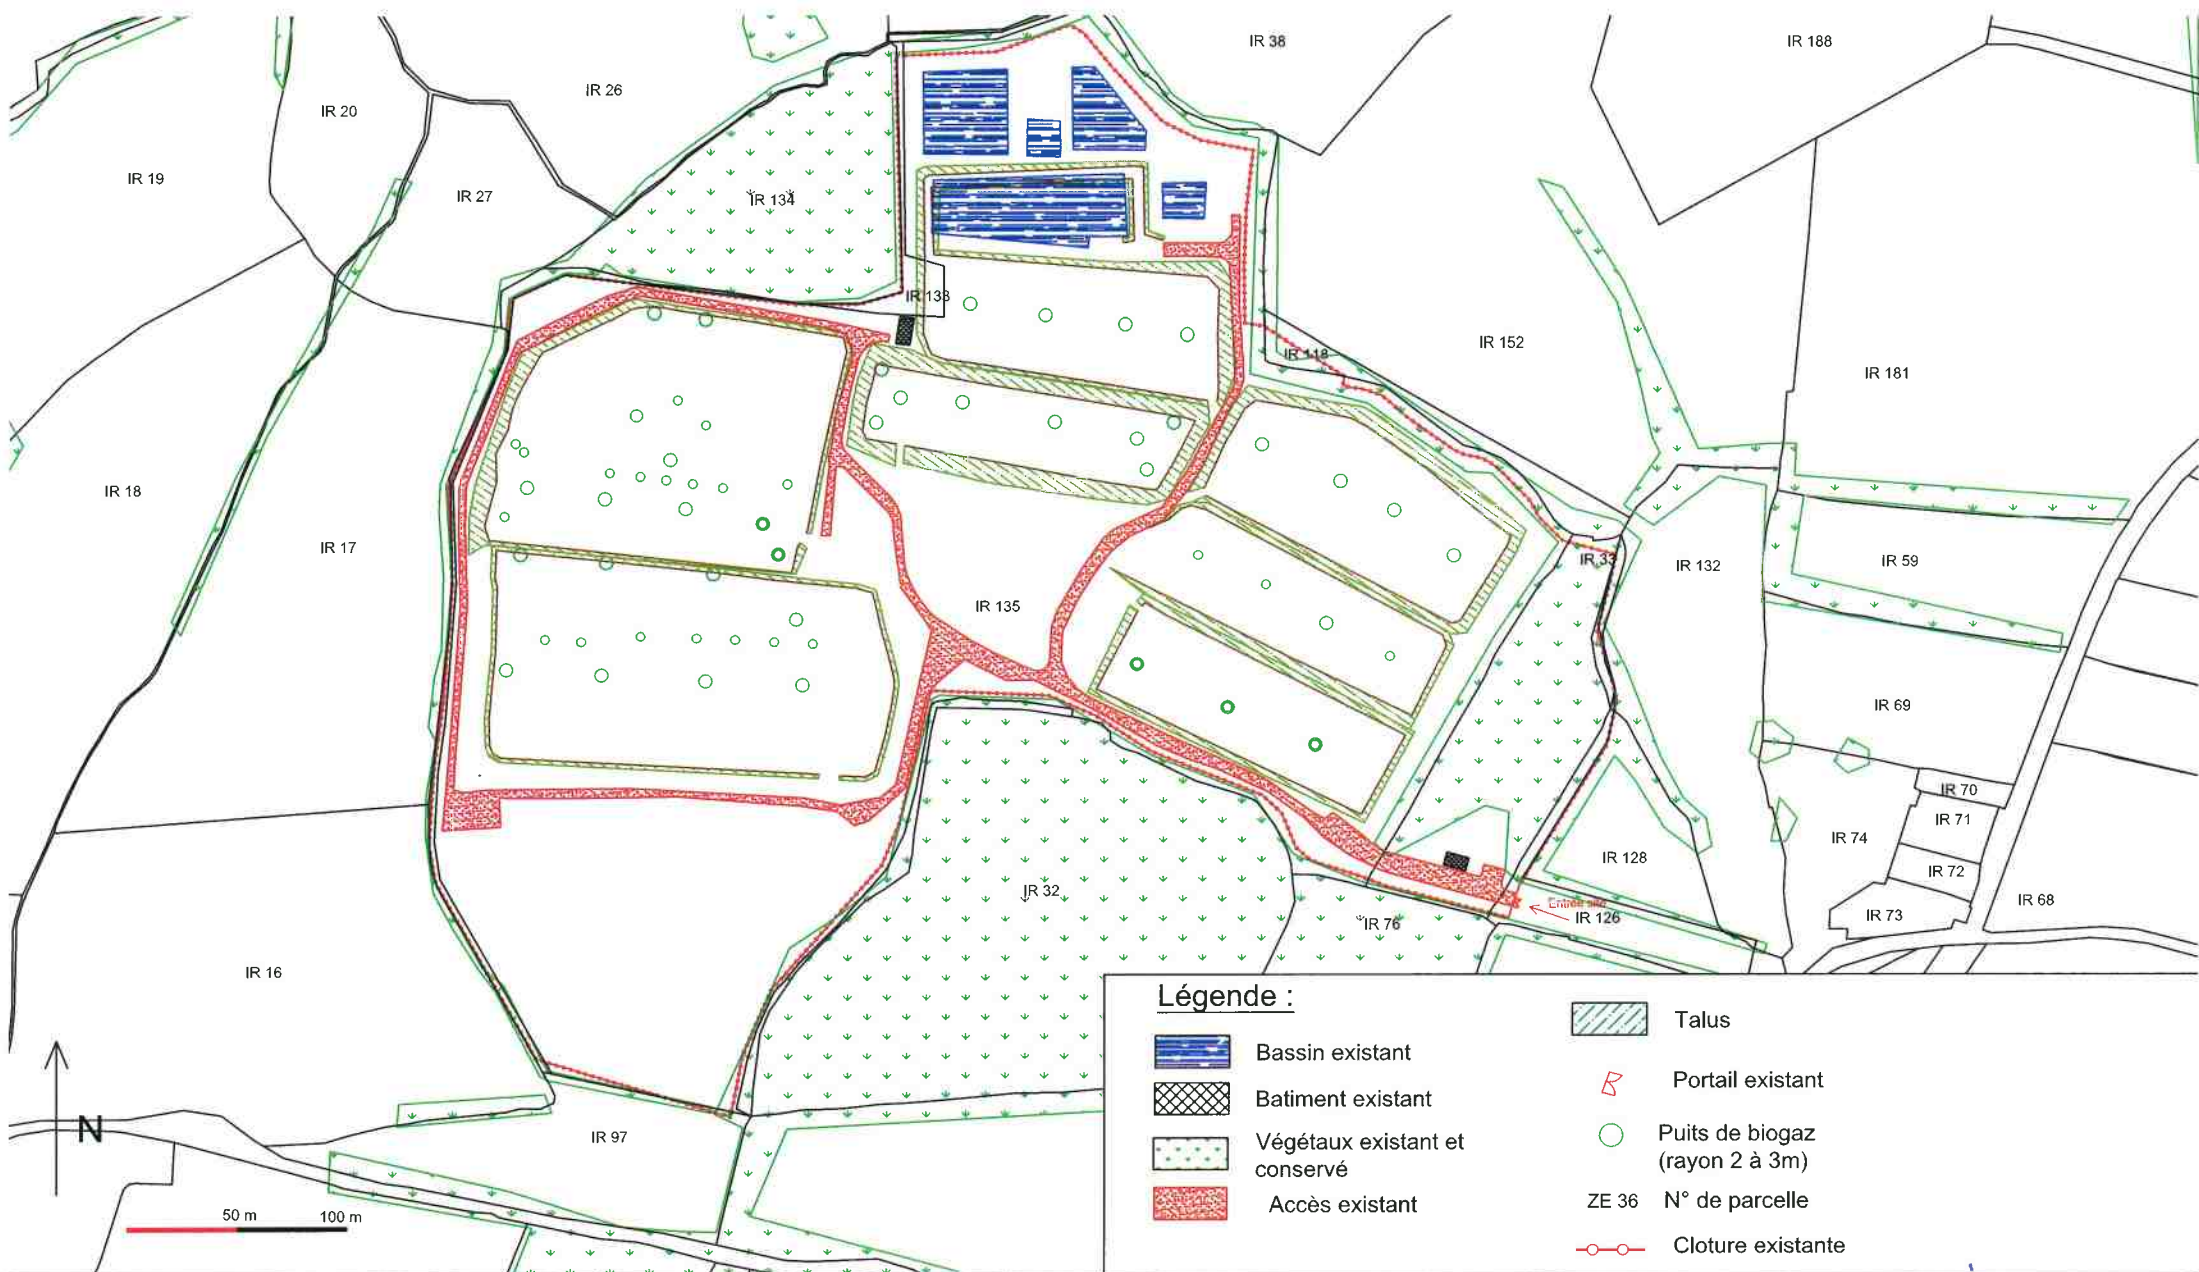 IR 38
IR 188
IR 26
IR 20
IR 19
IR 27
IR 134
IR 133
IR 118
IR 152
IR 181
IR 18
IR 17
IR 135
IR 33
IR 132
IR 59
IR 69
IR 70
IR 71
IR 74
IR 72
IR 128
IR 32
IR 68
IR 73
Entrée site
IR 126
IR 76
IR 16
IR 97
N
50 m
100 m
Légende :
Bassin existant
Batiment existant
Végétaux existant et
conservé
Accès existant
Talus
Portail existant
Puits de biogaz
(rayon 2 à 3m)
ZE 36 N° de parcelle
Cloture existante